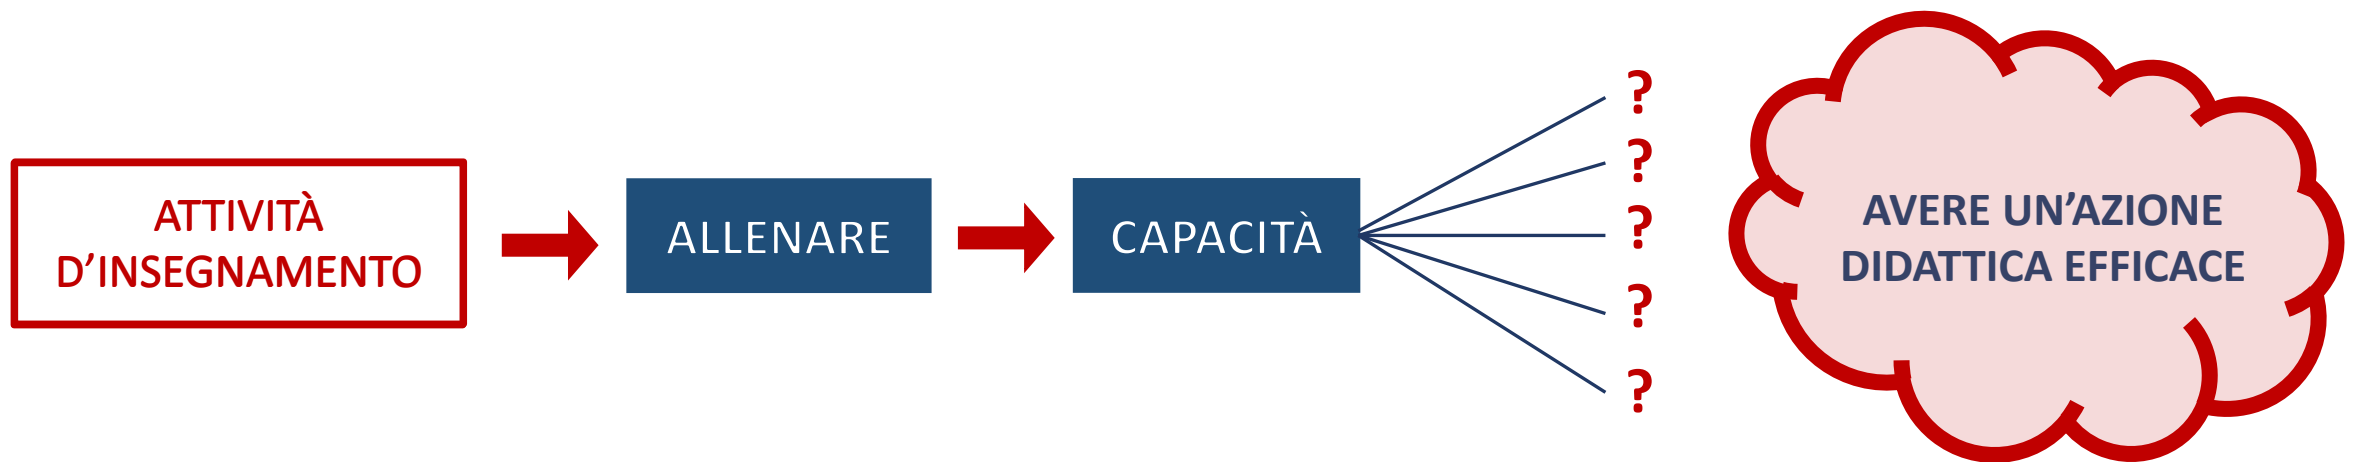 ATTIVITÀ
D’INSEGNAMENTO
ALLENARE
CAPACITÀ
?
?
?
?
?
AVERE UN’AZIONE
DIDATTICA EFFICACE